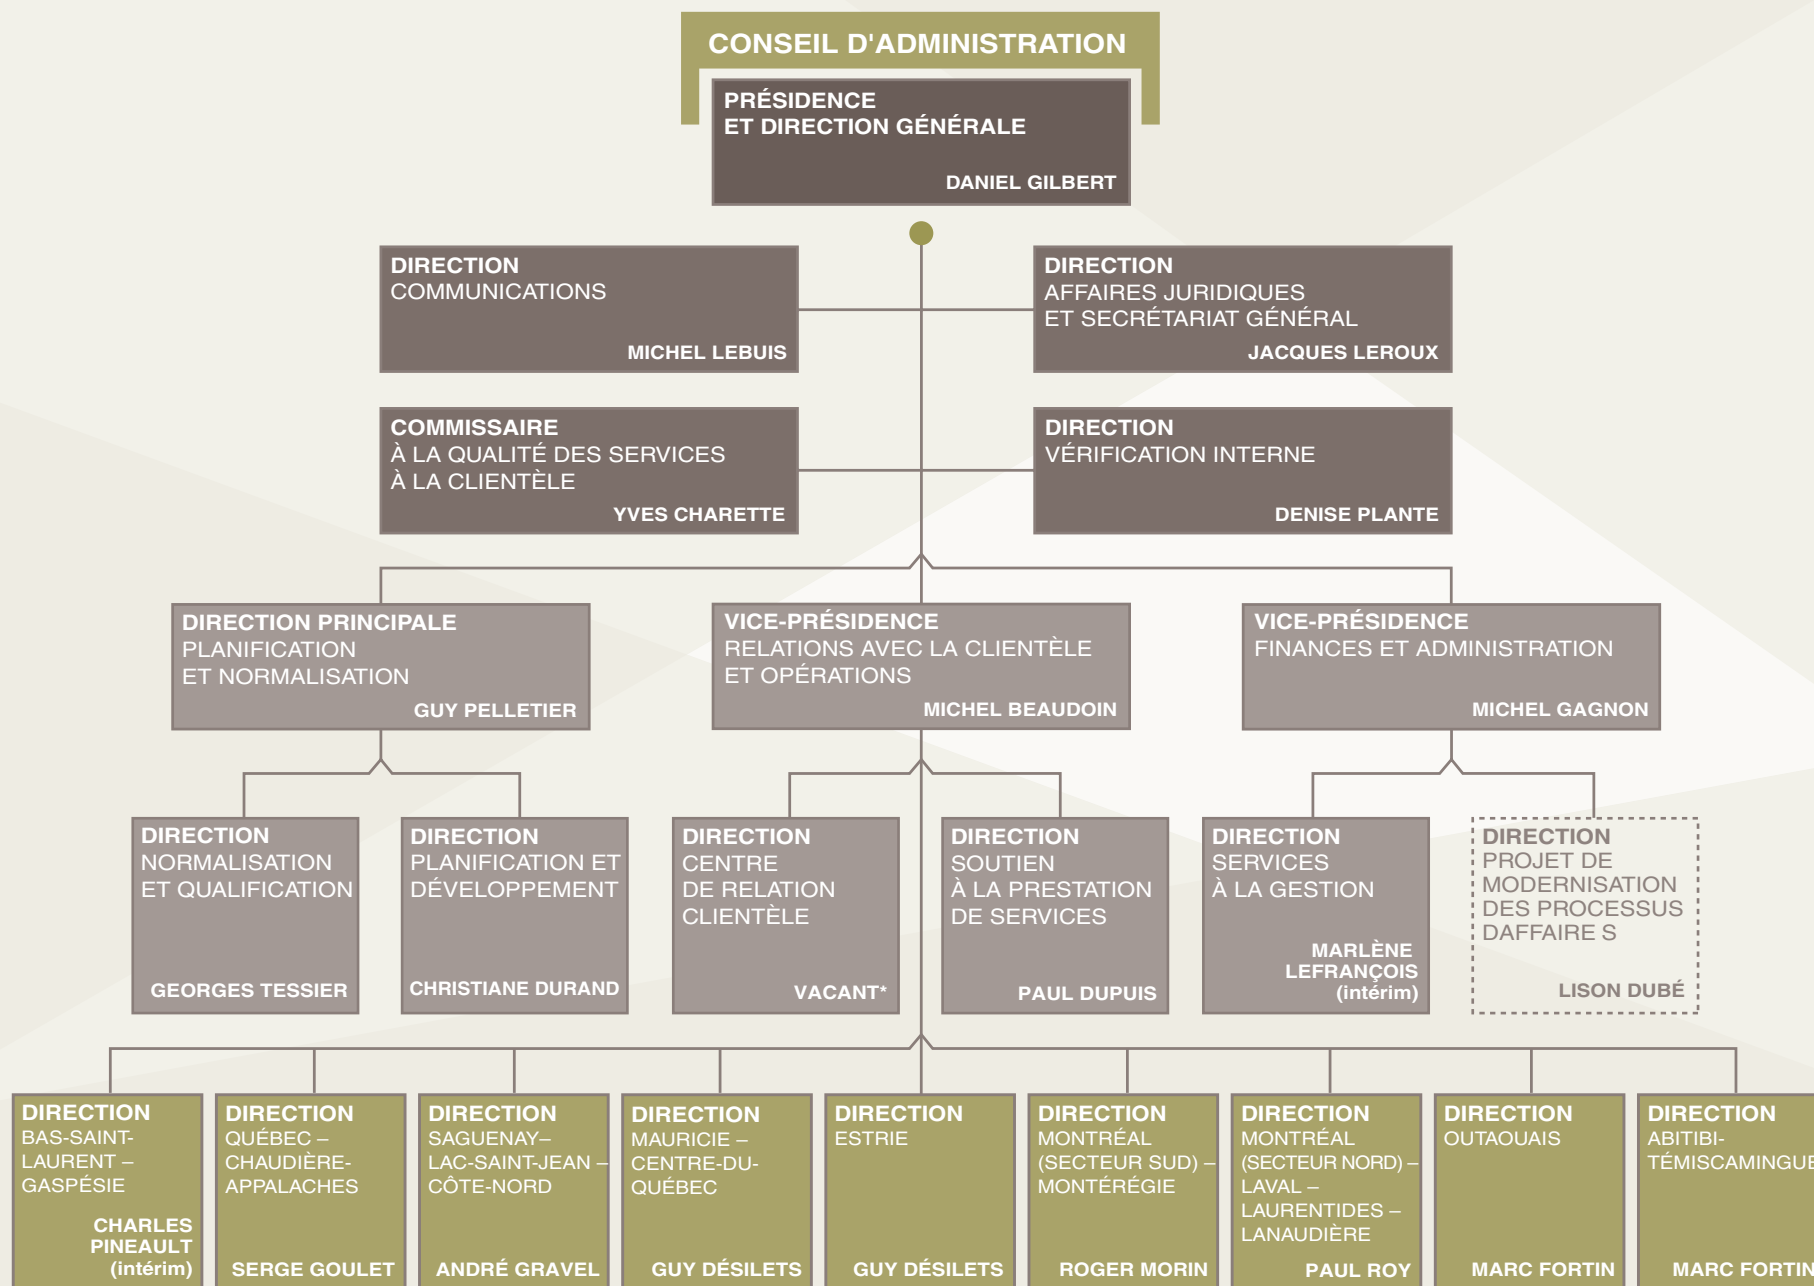 CONSEIL D'ADMINISTRATION
PRÉSIDENCE
ET DIRECTION GÉNÉRALE
DANIEL GILBERT
DIRECTION
COMMUNICATIONS
MICHEL LEBUIS
DIRECTION
AFFAIRES JURIDIQUES
ET SECRÉTARIAT GÉNÉRAL
JACQUES LEROUX
COMMISSAIRE
À LA QUALITÉ DES SERVICES
À LA CLIENTÈLE
YVES CHARETTE
DIRECTION
VÉRIFICATION INTERNE
DENISE PLANTE
DIRECTION PRINCIPALE
PLANIFICATION
ET NORMALISATION
GUY PELLETIER
VICE-PRÉSIDENCE
RELATIONS AVEC LA CLIENTÈLE
ET OPÉRATIONS
MICHEL BEAUDOIN
VICE-PRÉSIDENCE
FINANCES ET ADMINISTRATION
MICHEL GAGNON
DIRECTION
NORMALISATION
ET QUALIFICATION
GEORGES TESSIER
DIRECTION
PLANIFICATION ET
DÉVELOPPEMENT
CHRISTIANE DURAND
DIRECTION
CENTRE
DE RELATION
CLIENTÈLE
VACANT*
DIRECTION
SOUTIEN
À LA PRESTATION
DE SERVICES
PAUL DUPUIS
DIRECTION
SERVICES
À LA GESTION
MARLÈNE
LEFRANÇOIS
(intérim)
DIRECTION
PROJET DE
MODERNISATION
DES PROCESSUS
DAFFAIRE S
LISON DUBÉ
DIRECTION
BAS-SAINT-
LAURENT –
GASPÉSIE
CHARLES
PINEAULT
(intérim)
DIRECTION
QUÉBEC –
CHAUDIÈRE-
APPALACHES
SERGE GOULET
DIRECTION
SAGUENAY–
LAC-SAINT-JEAN –
CÔTE-NORD
ANDRÉ GRAVEL
DIRECTION
MAURICIE –
CENTRE-DU-
QUÉBEC
GUY DÉSILETS
DIRECTION
ESTRIE
GUY DÉSILETS
DIRECTION
MONTRÉAL
(SECTEUR SUD) –
MONTÉRÉGIE
ROGER MORIN
DIRECTION
MONTRÉAL
(SECTEUR NORD) –
LAVAL –
LAURENTIDES –
LANAUDIÈRE
PAUL ROY
DIRECTION
OUTAOUAIS
MARC FORTIN
DIRECTION
ABITIBI-
TÉMISCAMINGUE
MARC FORTIN